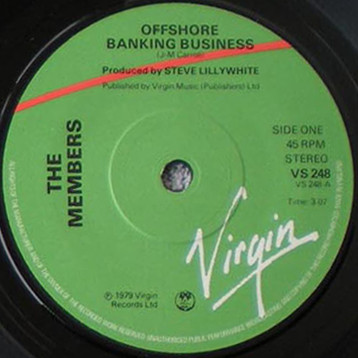 OFFSHORE
BANKING BUSINESS
(J-M Carroll)
Produced by STEVE LILLYWHITE
Published by Virgin Music (Publishers) Ltd
THE
MEMBERS
SIDE ONE
45 RPM
STEREO
VS 248
VS 248 A
Time: 3·07
Virgin
℗ 1979 Virgin
Records Ltd